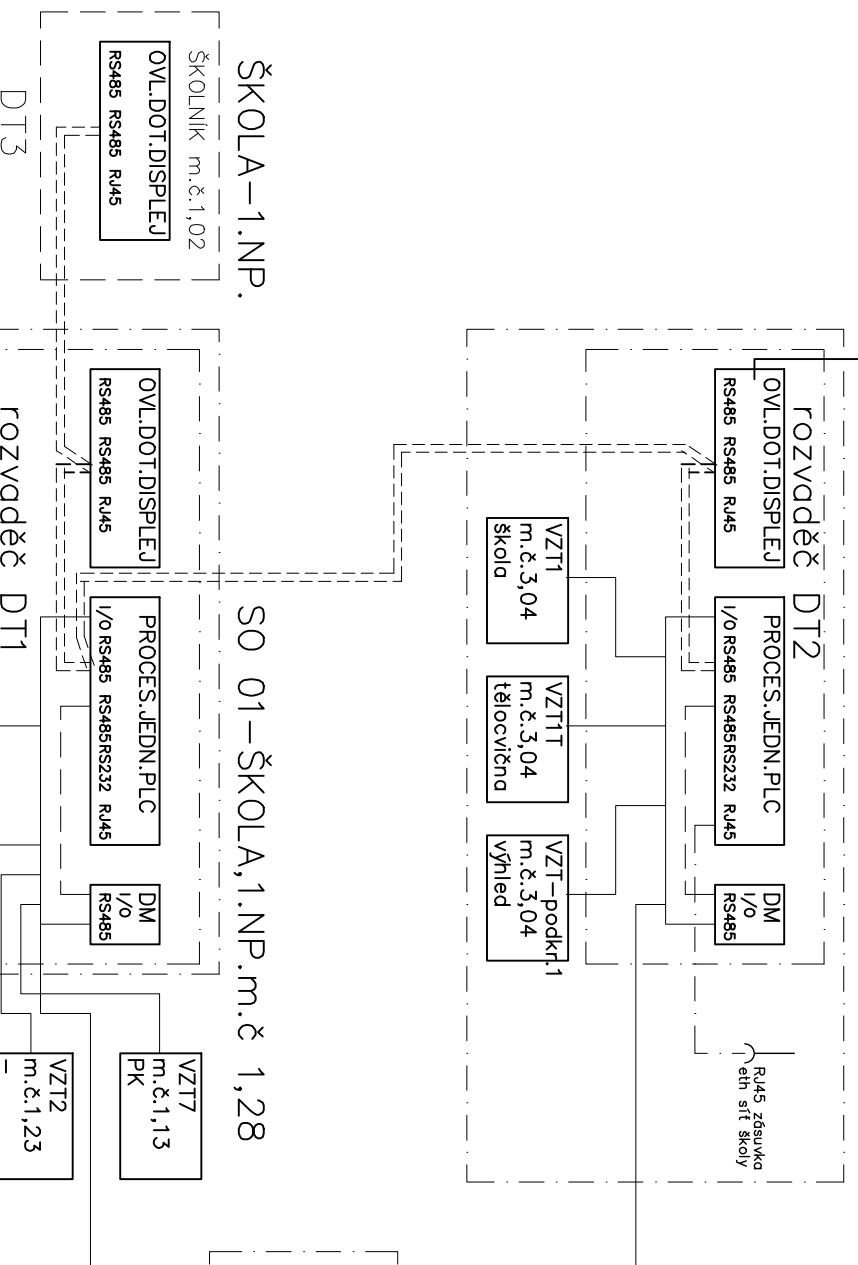 rozvaděč DT2
OVL.DOT.DISPLEJ
RS485 RS485 RJ45
PROCES.JEDN.PLC
I/O RS485 RS485RS232 RJ45
DM
I/O
RS485
RJ45 zásuvka
eth síť školy
VZT1
m.č.3,04
škola
VZT1T
m.č.3,04
tělocvična
VZT-podkr.1
m.č.3,04
výhled
ŠKOLA-1.NP.
SO 01-ŠKOLA,1.NP.m.č 1,28
ŠKOLNÍK m.č.1,02
OVL.DOT.DISPLEJ
RS485 RS485 RJ45
DT3
OVL.DOT.DISPLEJ
RS485 RS485 RJ45
PROCES.JEDN.PLC
I/O RS485 RS485RS232 RJ45
DM
I/O
RS485
rozvaděč DT1
VZT7
m.č.1,13
PK
VZT2
m.č.1,23
-